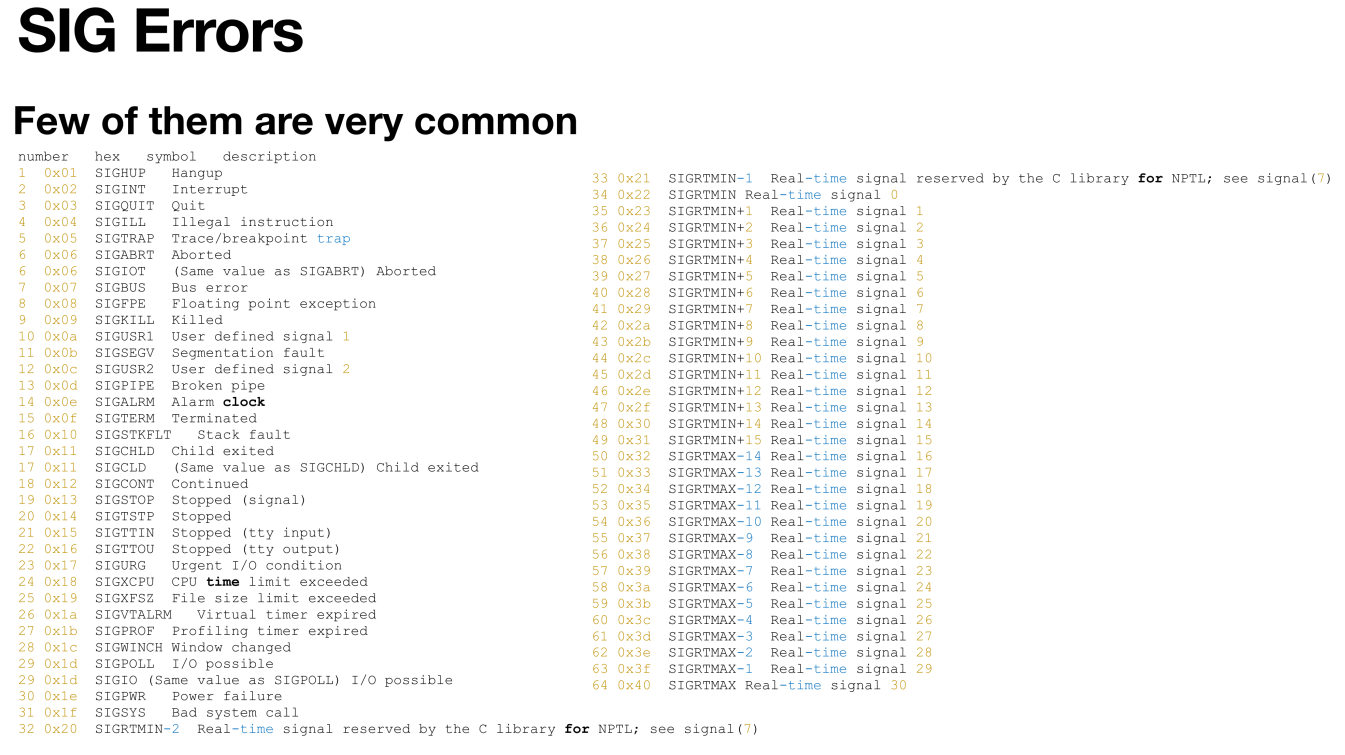 SIG Errors
Few of them are very common
number hex symbol description
1 0x01 SIGHUP Hangup
2 0x02 SIGINT Interrupt
3 0x03 SIGQUIT Quit
4 0x04 SIGILL Illegal instruction
5 0x05 SIGTRAP Trace/breakpoint trap
6 0x06 SIGABRT Aborted
6 0x06 SIGIOT (Same value as SIGABRT) Aborted
7 0x07 SIGBUS Bus error
8 0x08 SIGFPE Floating point exception
9 0x09 SIGKILL Killed
10 0x0a SIGUSR1 User defined signal 1
11 0x0b SIGSEGV Segmentation fault
12 0x0c SIGUSR2 User defined signal 2
13 0x0d SIGPIPE Broken pipe
14 0x0e SIGALRM Alarm clock
15 0x0f SIGTERM Terminated
16 0x10 SIGSTKFLT Stack fault
17 0x11 SIGCHLD Child exited
17 0x11 SIGCLD (Same value as SIGCHLD) Child exited
18 0x12 SIGCONT Continued
19 0x13 SIGSTOP Stopped (signal)
20 0x14 SIGTSTP Stopped
21 0x15 SIGTTIN Stopped (tty input)
22 0x16 SIGTTOU Stopped (tty output)
23 0x17 SIGURG Urgent I/O condition
24 0x18 SIGXCPU CPU time limit exceeded
25 0x19 SIGXFSZ File size limit exceeded
26 0x1a SIGVTALRM Virtual timer expired
27 0x1b SIGPROF Profiling timer expired
28 0x1c SIGWINCH Window changed
29 0x1d SIGPOLL I/O possible
29 0x1d SIGIO (Same value as SIGPOLL) I/O possible
30 0x1e SIGPWR Power failure
31 0x1f SIGSYS Bad system call
32 0x20 SIGRTMIN-2 Real-time signal reserved by the C library for NPTL; see signal(7)
33 0x21 SIGRTMIN-1 Real-time signal reserved by the C library for NPTL; see signal(7)
34 0x22 SIGRTMIN Real-time signal 0
35 0x23 SIGRTMIN+1 Real-time signal 1
36 0x24 SIGRTMIN+2 Real-time signal 2
37 0x25 SIGRTMIN+3 Real-time signal 3
38 0x26 SIGRTMIN+4 Real-time signal 4
39 0x27 SIGRTMIN+5 Real-time signal 5
40 0x28 SIGRTMIN+6 Real-time signal 6
41 0x29 SIGRTMIN+7 Real-time signal 7
42 0x2a SIGRTMIN+8 Real-time signal 8
43 0x2b SIGRTMIN+9 Real-time signal 9
44 0x2c SIGRTMIN+10 Real-time signal 10
45 0x2d SIGRTMIN+11 Real-time signal 11
46 0x2e SIGRTMIN+12 Real-time signal 12
47 0x2f SIGRTMIN+13 Real-time signal 13
48 0x30 SIGRTMIN+14 Real-time signal 14
49 0x31 SIGRTMIN+15 Real-time signal 15
50 0x32 SIGRTMAX-14 Real-time signal 16
51 0x33 SIGRTMAX-13 Real-time signal 17
52 0x34 SIGRTMAX-12 Real-time signal 18
53 0x35 SIGRTMAX-11 Real-time signal 19
54 0x36 SIGRTMAX-10 Real-time signal 20
55 0x37 SIGRTMAX-9 Real-time signal 21
56 0x38 SIGRTMAX-8 Real-time signal 22
57 0x39 SIGRTMAX-7 Real-time signal 23
58 0x3a SIGRTMAX-6 Real-time signal 24
59 0x3b SIGRTMAX-5 Real-time signal 25
60 0x3c SIGRTMAX-4 Real-time signal 26
61 0x3d SIGRTMAX-3 Real-time signal 27
62 0x3e SIGRTMAX-2 Real-time signal 28
63 0x3f SIGRTMAX-1 Real-time signal 29
64 0x40 SIGRTMAX Real-time signal 30